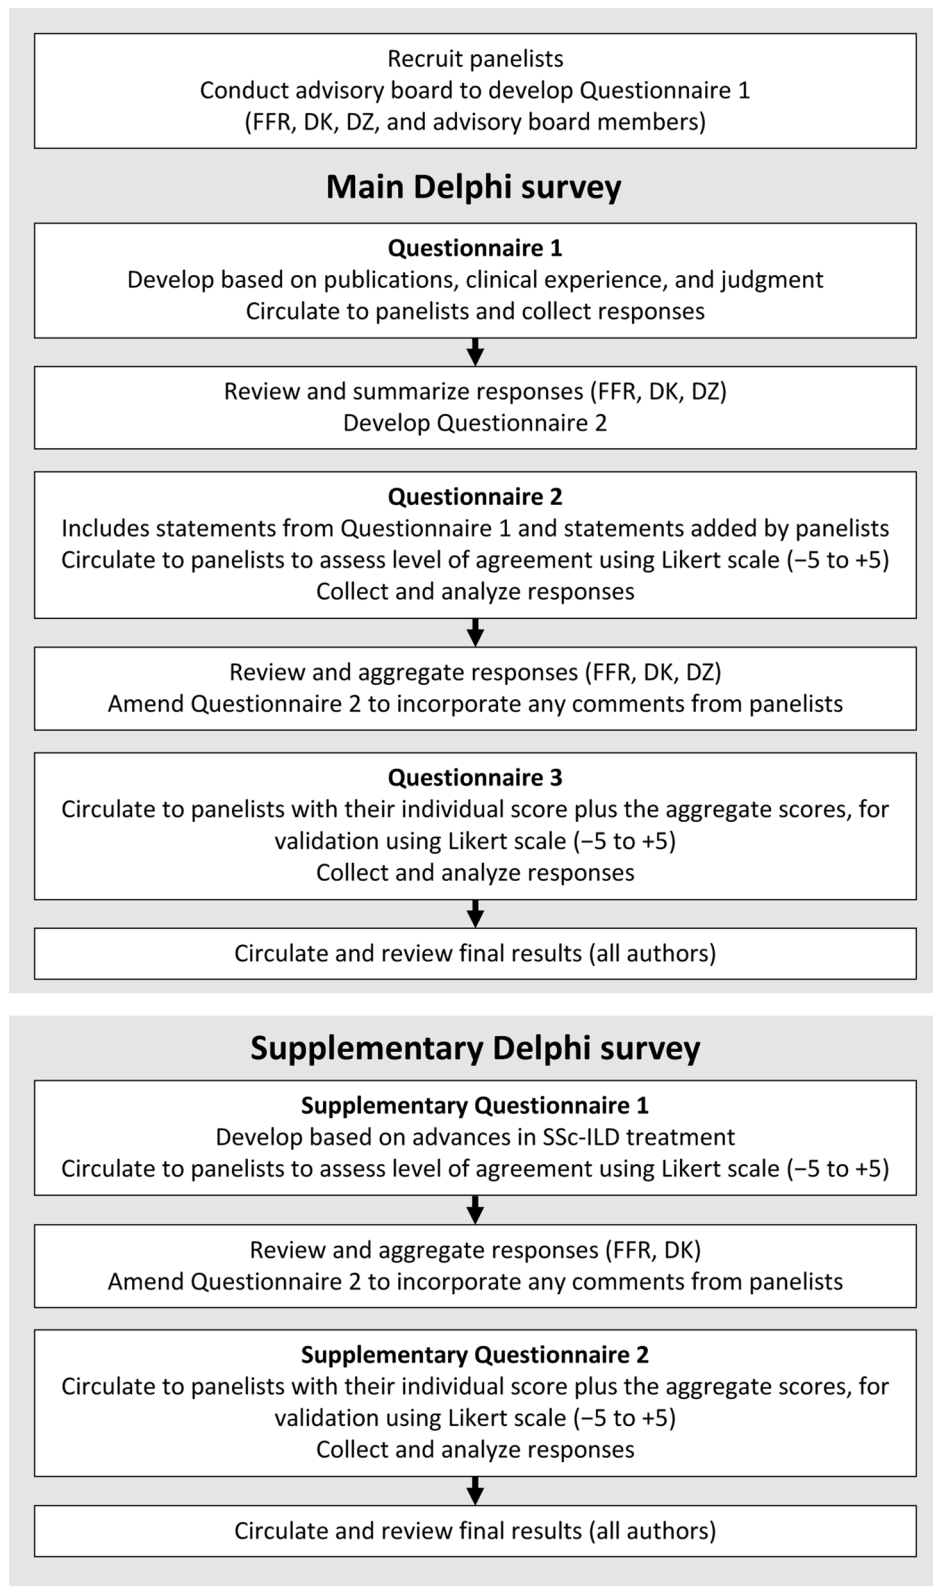 Recruit panelists
Conduct advisory board to develop Questionnaire 1
(FFR, DK, DZ, and advisory board members)
Main Delphi survey
Questionnaire 1
Develop based on publications, clinical experience, and judgment
Circulate to panelists and collect responses
Review and summarize responses (FFR, DK, DZ)
Develop Questionnaire 2
Questionnaire 2
Includes statements from Questionnaire 1 and statements added by panelists
Circulate to panelists to assess level of agreement using Likert scale (−5 to +5)
Collect and analyze responses
Review and aggregate responses (FFR, DK, DZ)
Amend Questionnaire 2 to incorporate any comments from panelists
Questionnaire 3
Circulate to panelists with their individual score plus the aggregate scores, for
validation using Likert scale (−5 to +5)
Collect and analyze responses
Circulate and review final results (all authors)
Supplementary Delphi survey
Supplementary Questionnaire 1
Develop based on advances in SSc-ILD treatment
Circulate to panelists to assess level of agreement using Likert scale (−5 to +5)
Review and aggregate responses (FFR, DK)
Amend Questionnaire 2 to incorporate any comments from panelists
Supplementary Questionnaire 2
Circulate to panelists with their individual score plus the aggregate scores, for
validation using Likert scale (−5 to +5)
Collect and analyze responses
Circulate and review final results (all authors)